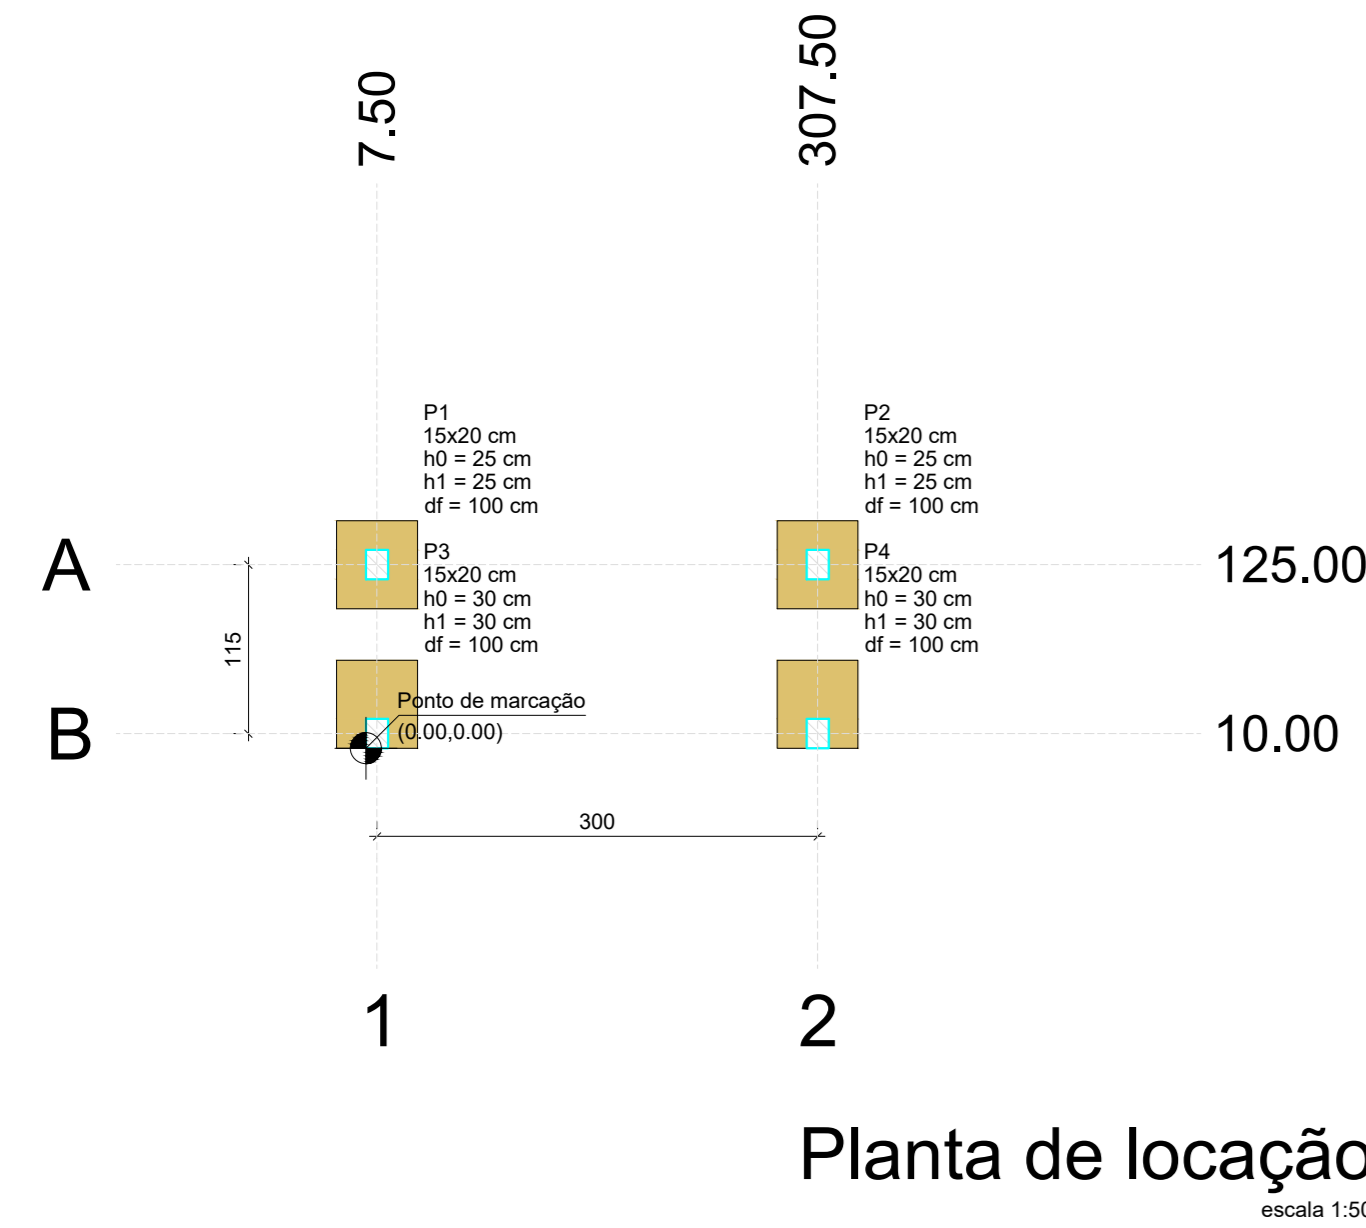 7.50
307.50
P1
15x20 cm
h0 = 25 cm
h1 = 25 cm
df = 100 cm
P2
15x20 cm
h0 = 25 cm
h1 = 25 cm
df = 100 cm
A
125.00
P3
15x20 cm
h0 = 30 cm
h1 = 30 cm
df = 100 cm
P4
15x20 cm
h0 = 30 cm
h1 = 30 cm
df = 100 cm
115
B
Ponto de marcação
(0.00,0.00)
10.00
300
1
2
Planta de locação
escala 1:50